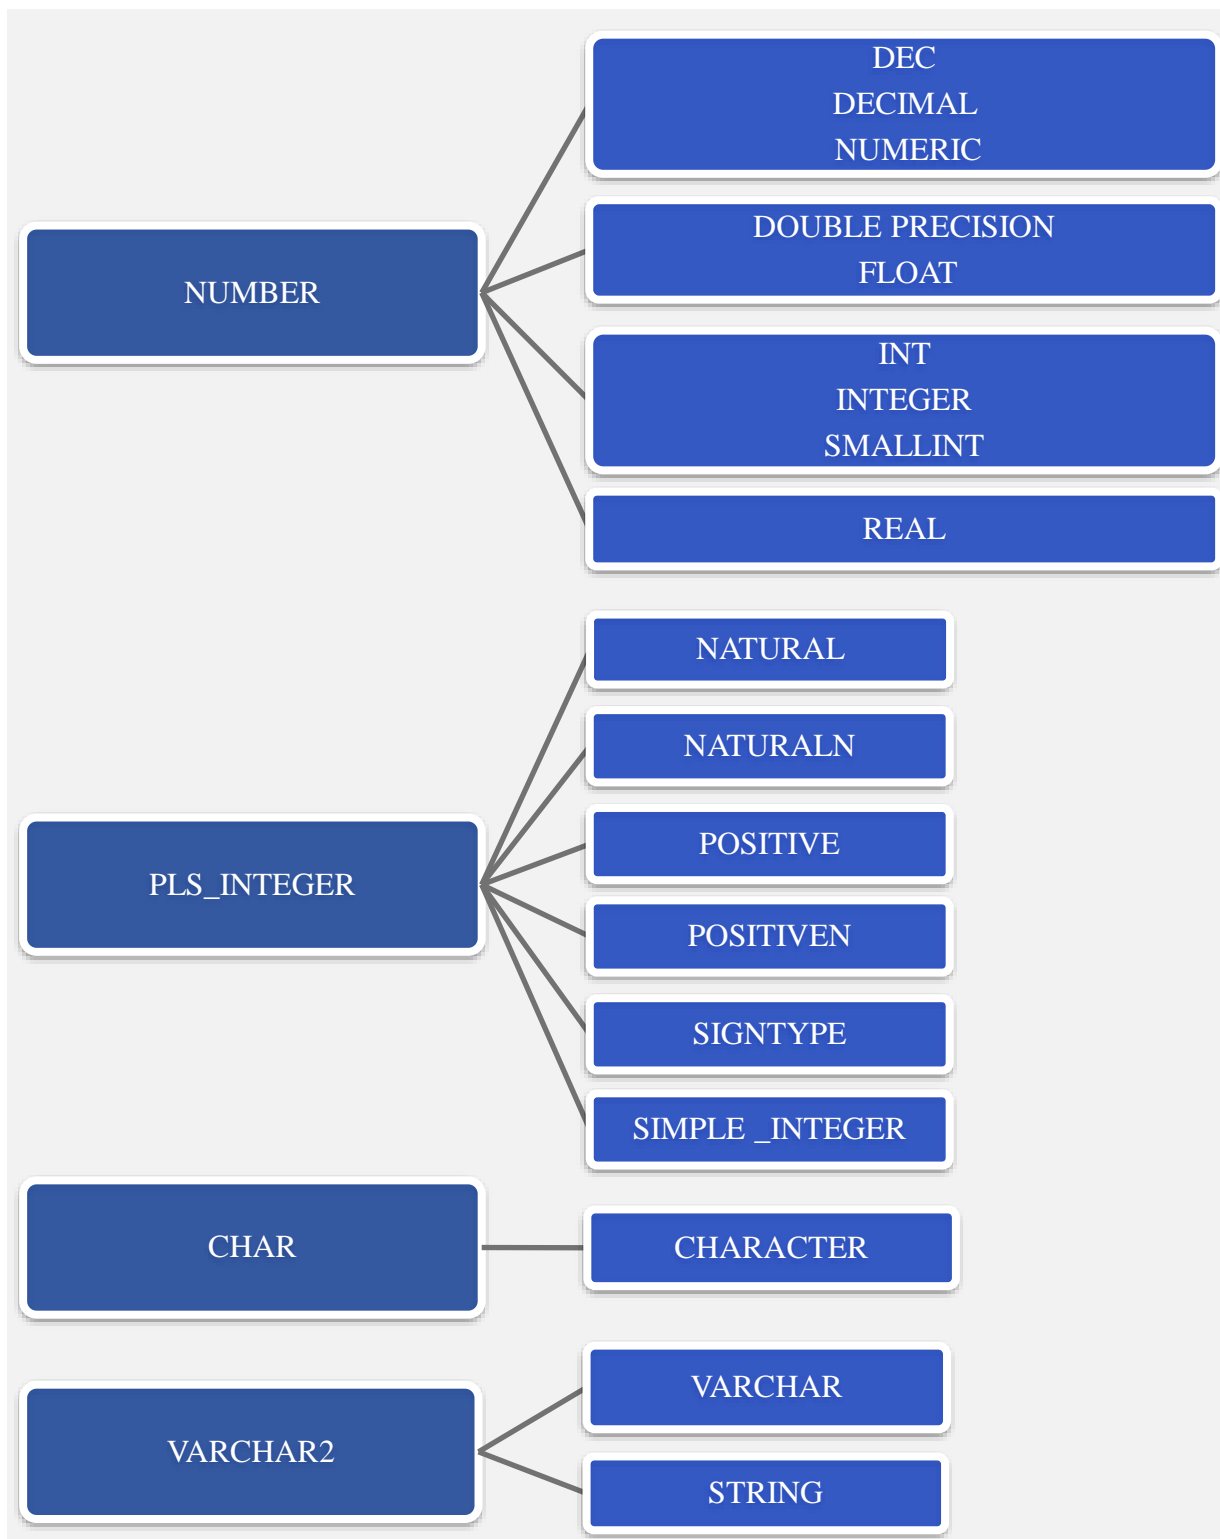 NUMBER
DEC
DECIMAL
NUMERIC
DOUBLE PRECISION
FLOAT
INT
INTEGER
SMALLINT
REAL
PLS_INTEGER
NATURAL
NATURALN
POSITIVE
POSITIVEN
SIGNTYPE
SIMPLE _INTEGER
CHAR
CHARACTER
VARCHAR2
VARCHAR
STRING